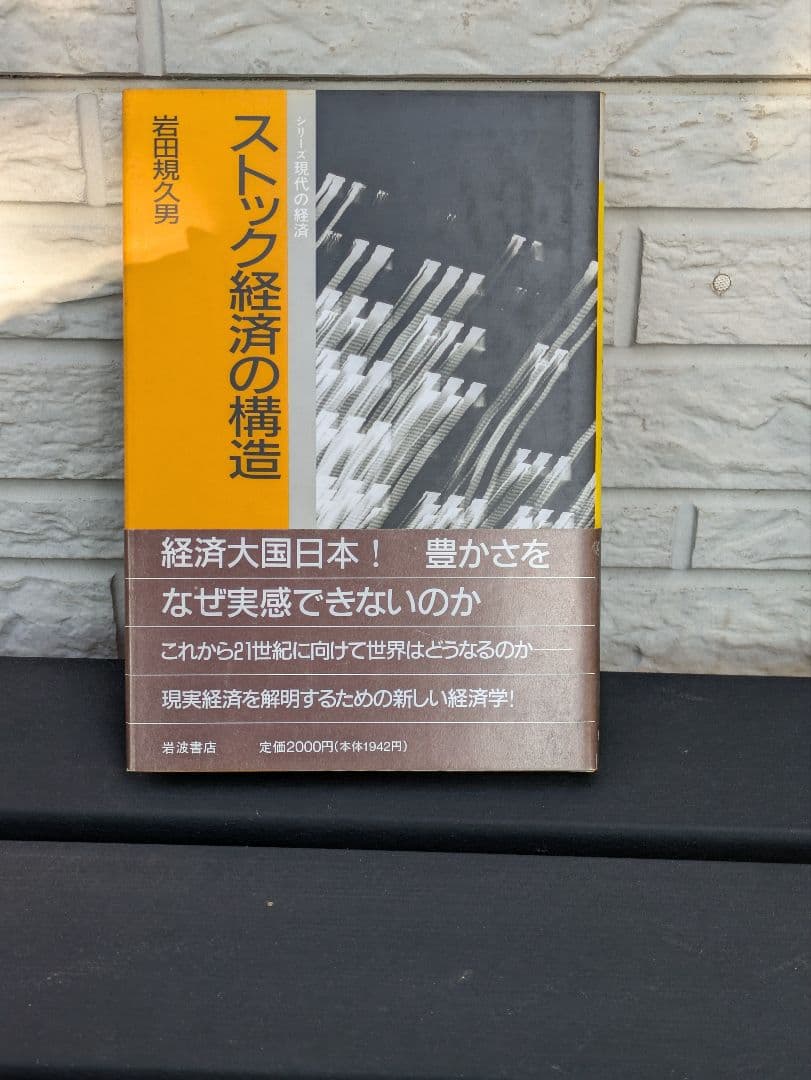 シリーズ現代の経済
ストック経済の構造
岩田規久男
経済大国日本！ 豊かさを
なぜ実感できないのか
これから21世紀に向けて世界はどうなるのか——
現実経済を解明するための新しい経済学！
岩波書店 定価2000円(本体1942円)